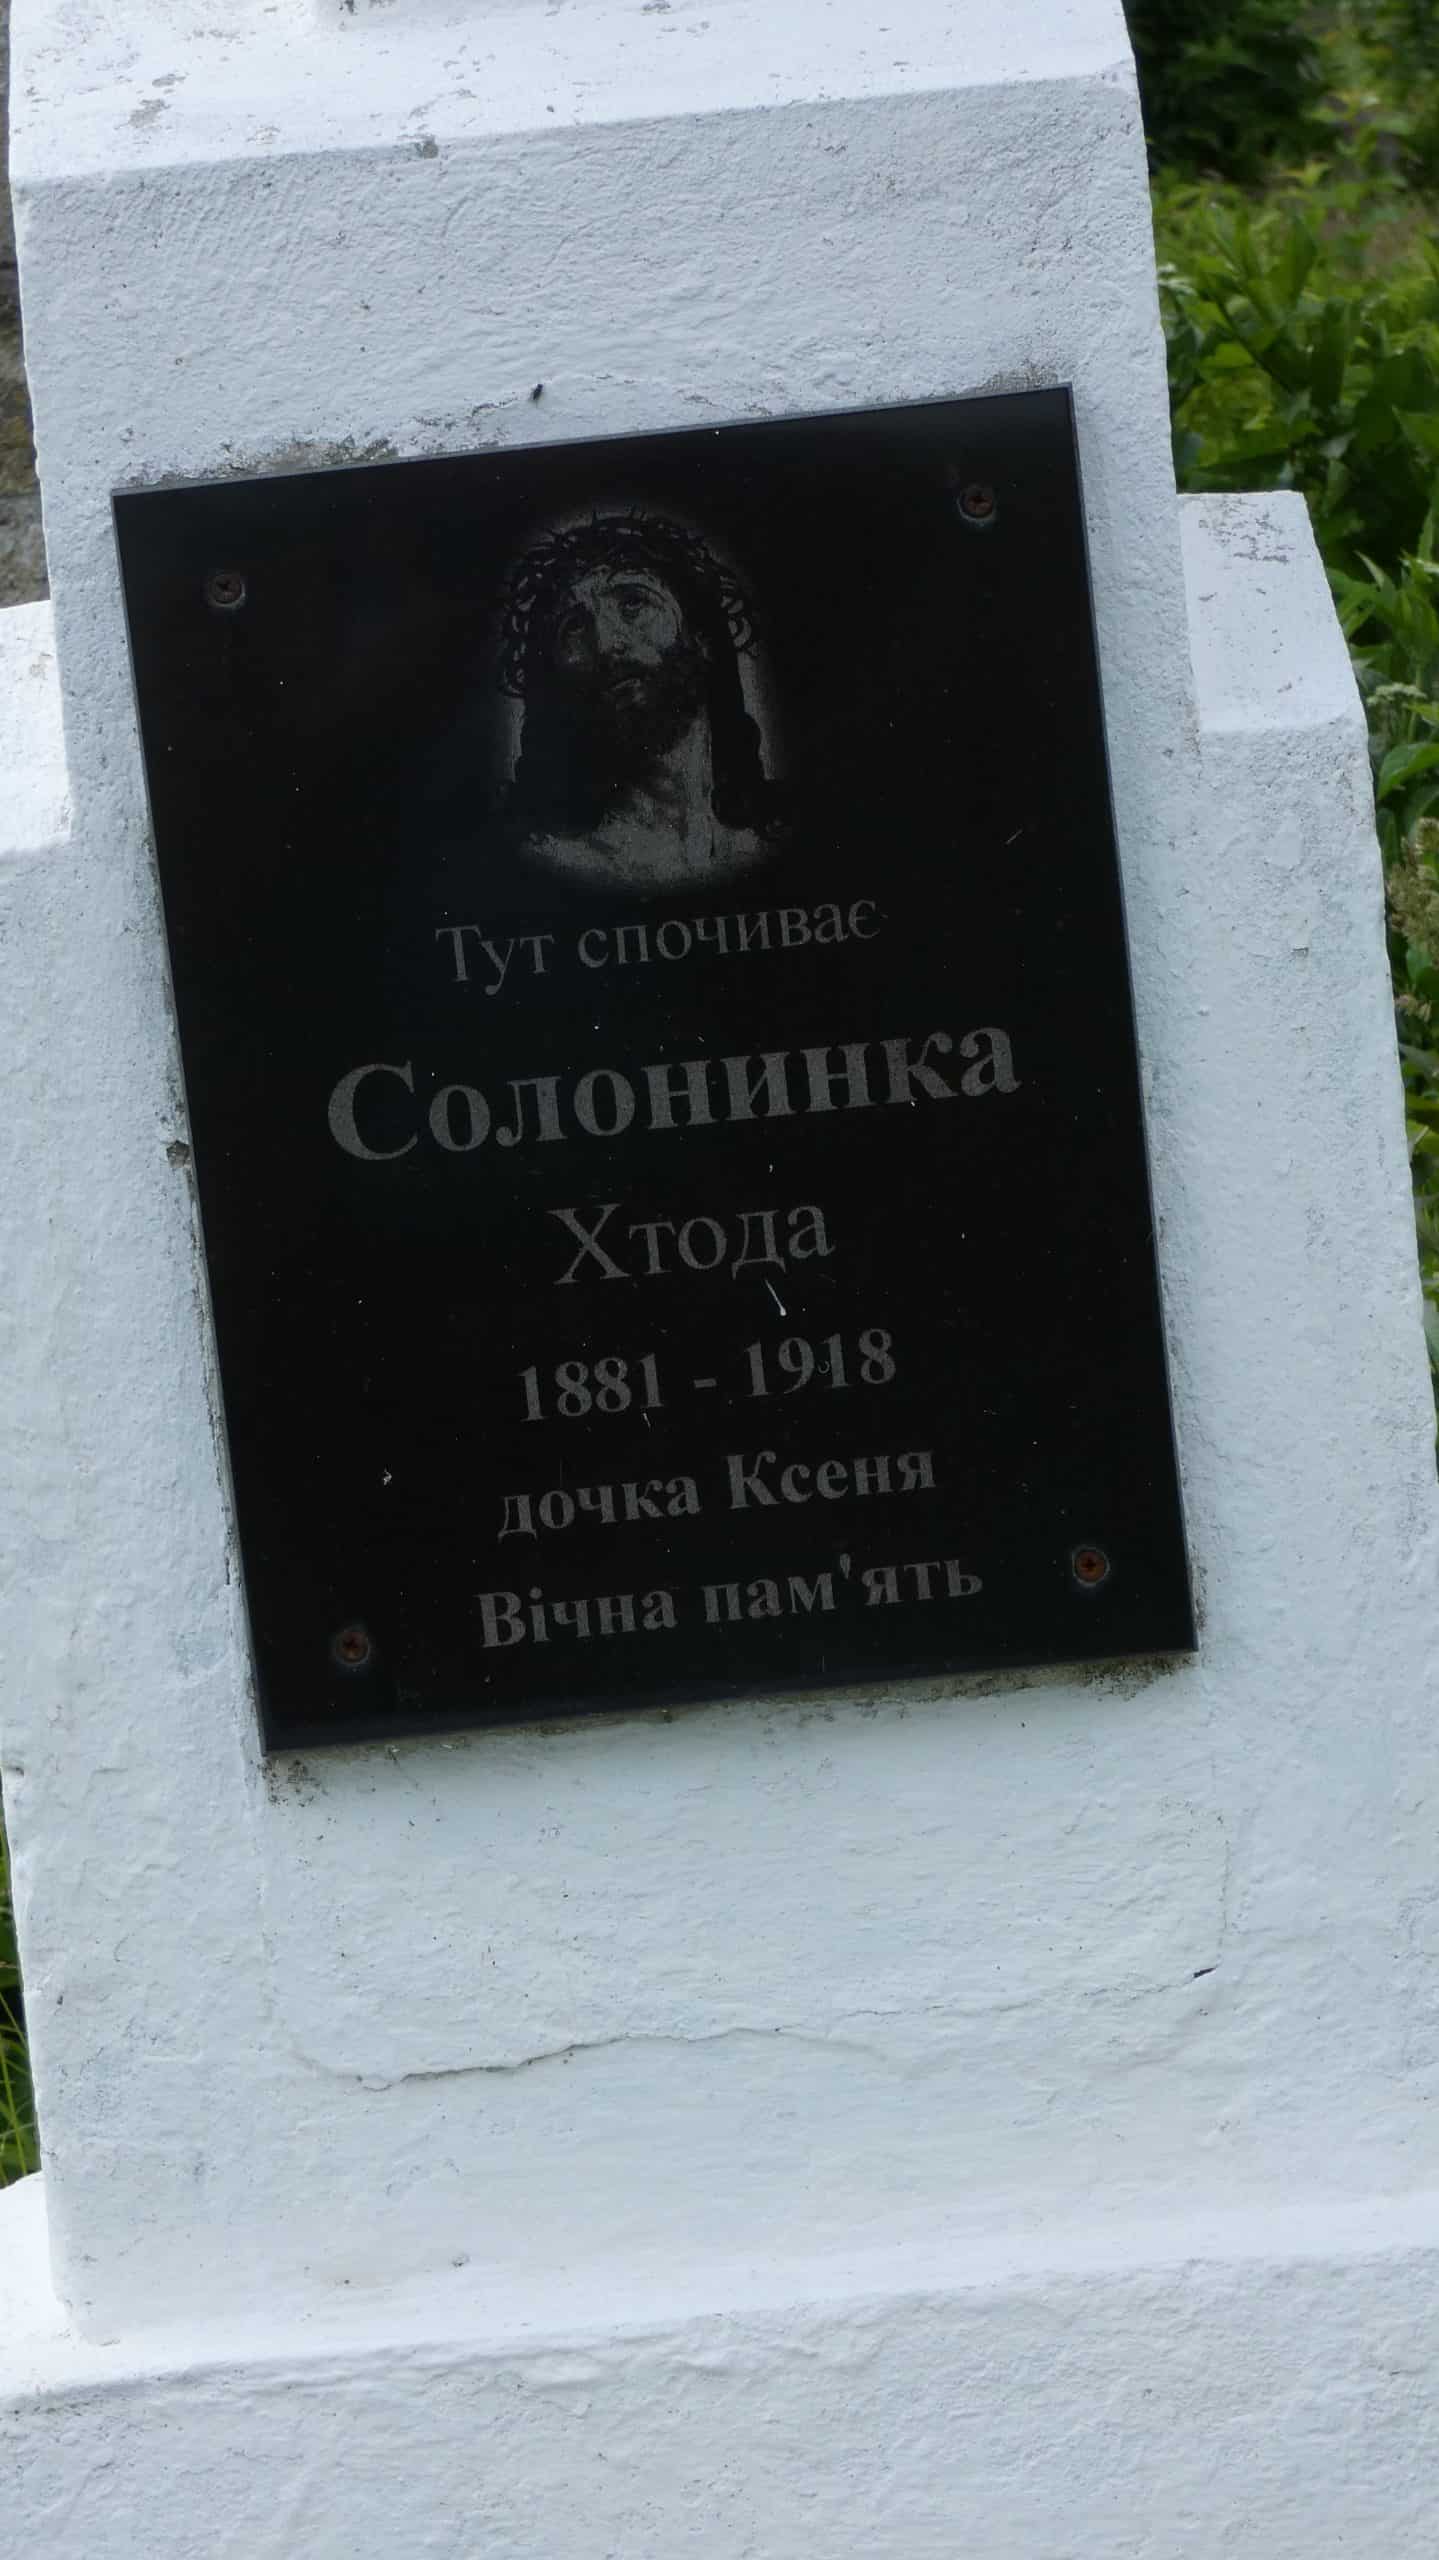 Тут спочиває
Солонинка
Хтода
1881 - 1918
дочка Ксеня
Вічна пам'ять